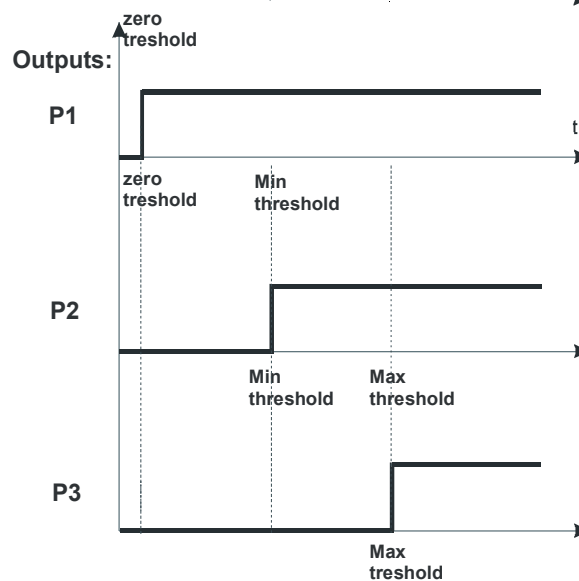 zero
treshold
Outputs:
P1
t
zero
treshold
Min
threshold
P2
Min
threshold
Max
threshold
P3
Max
treshold